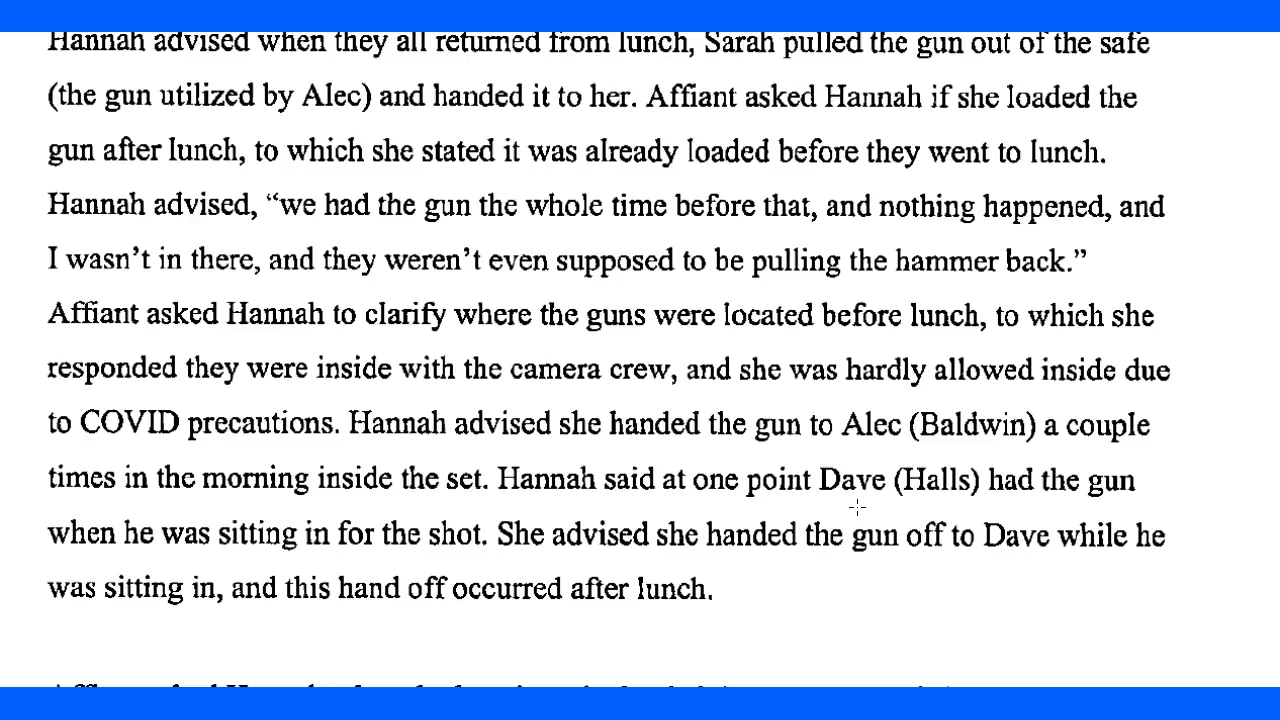 Hannah advised when they all returned from lunch, Sarah pulled the gun out of the safe
(the gun utilized by Alec) and handed it to her. Affiant asked Hannah if she loaded the
gun after lunch, to which she stated it was already loaded before they went to lunch.
Hannah advised, “we had the gun the whole time before that, and nothing happened, and
I wasn’t in there, and they weren’t even supposed to be pulling the hammer back.”
Affiant asked Hannah to clarify where the guns were located before lunch, to which she
responded they were inside with the camera crew, and she was hardly allowed inside due
to COVID precautions. Hannah advised she handed the gun to Alec (Baldwin) a couple
times in the morning inside the set. Hannah said at one point Dave (Halls) had the gun
when he was sitting in for the shot. She advised she handed the gun off to Dave while he
was sitting in, and this hand off occurred after lunch.